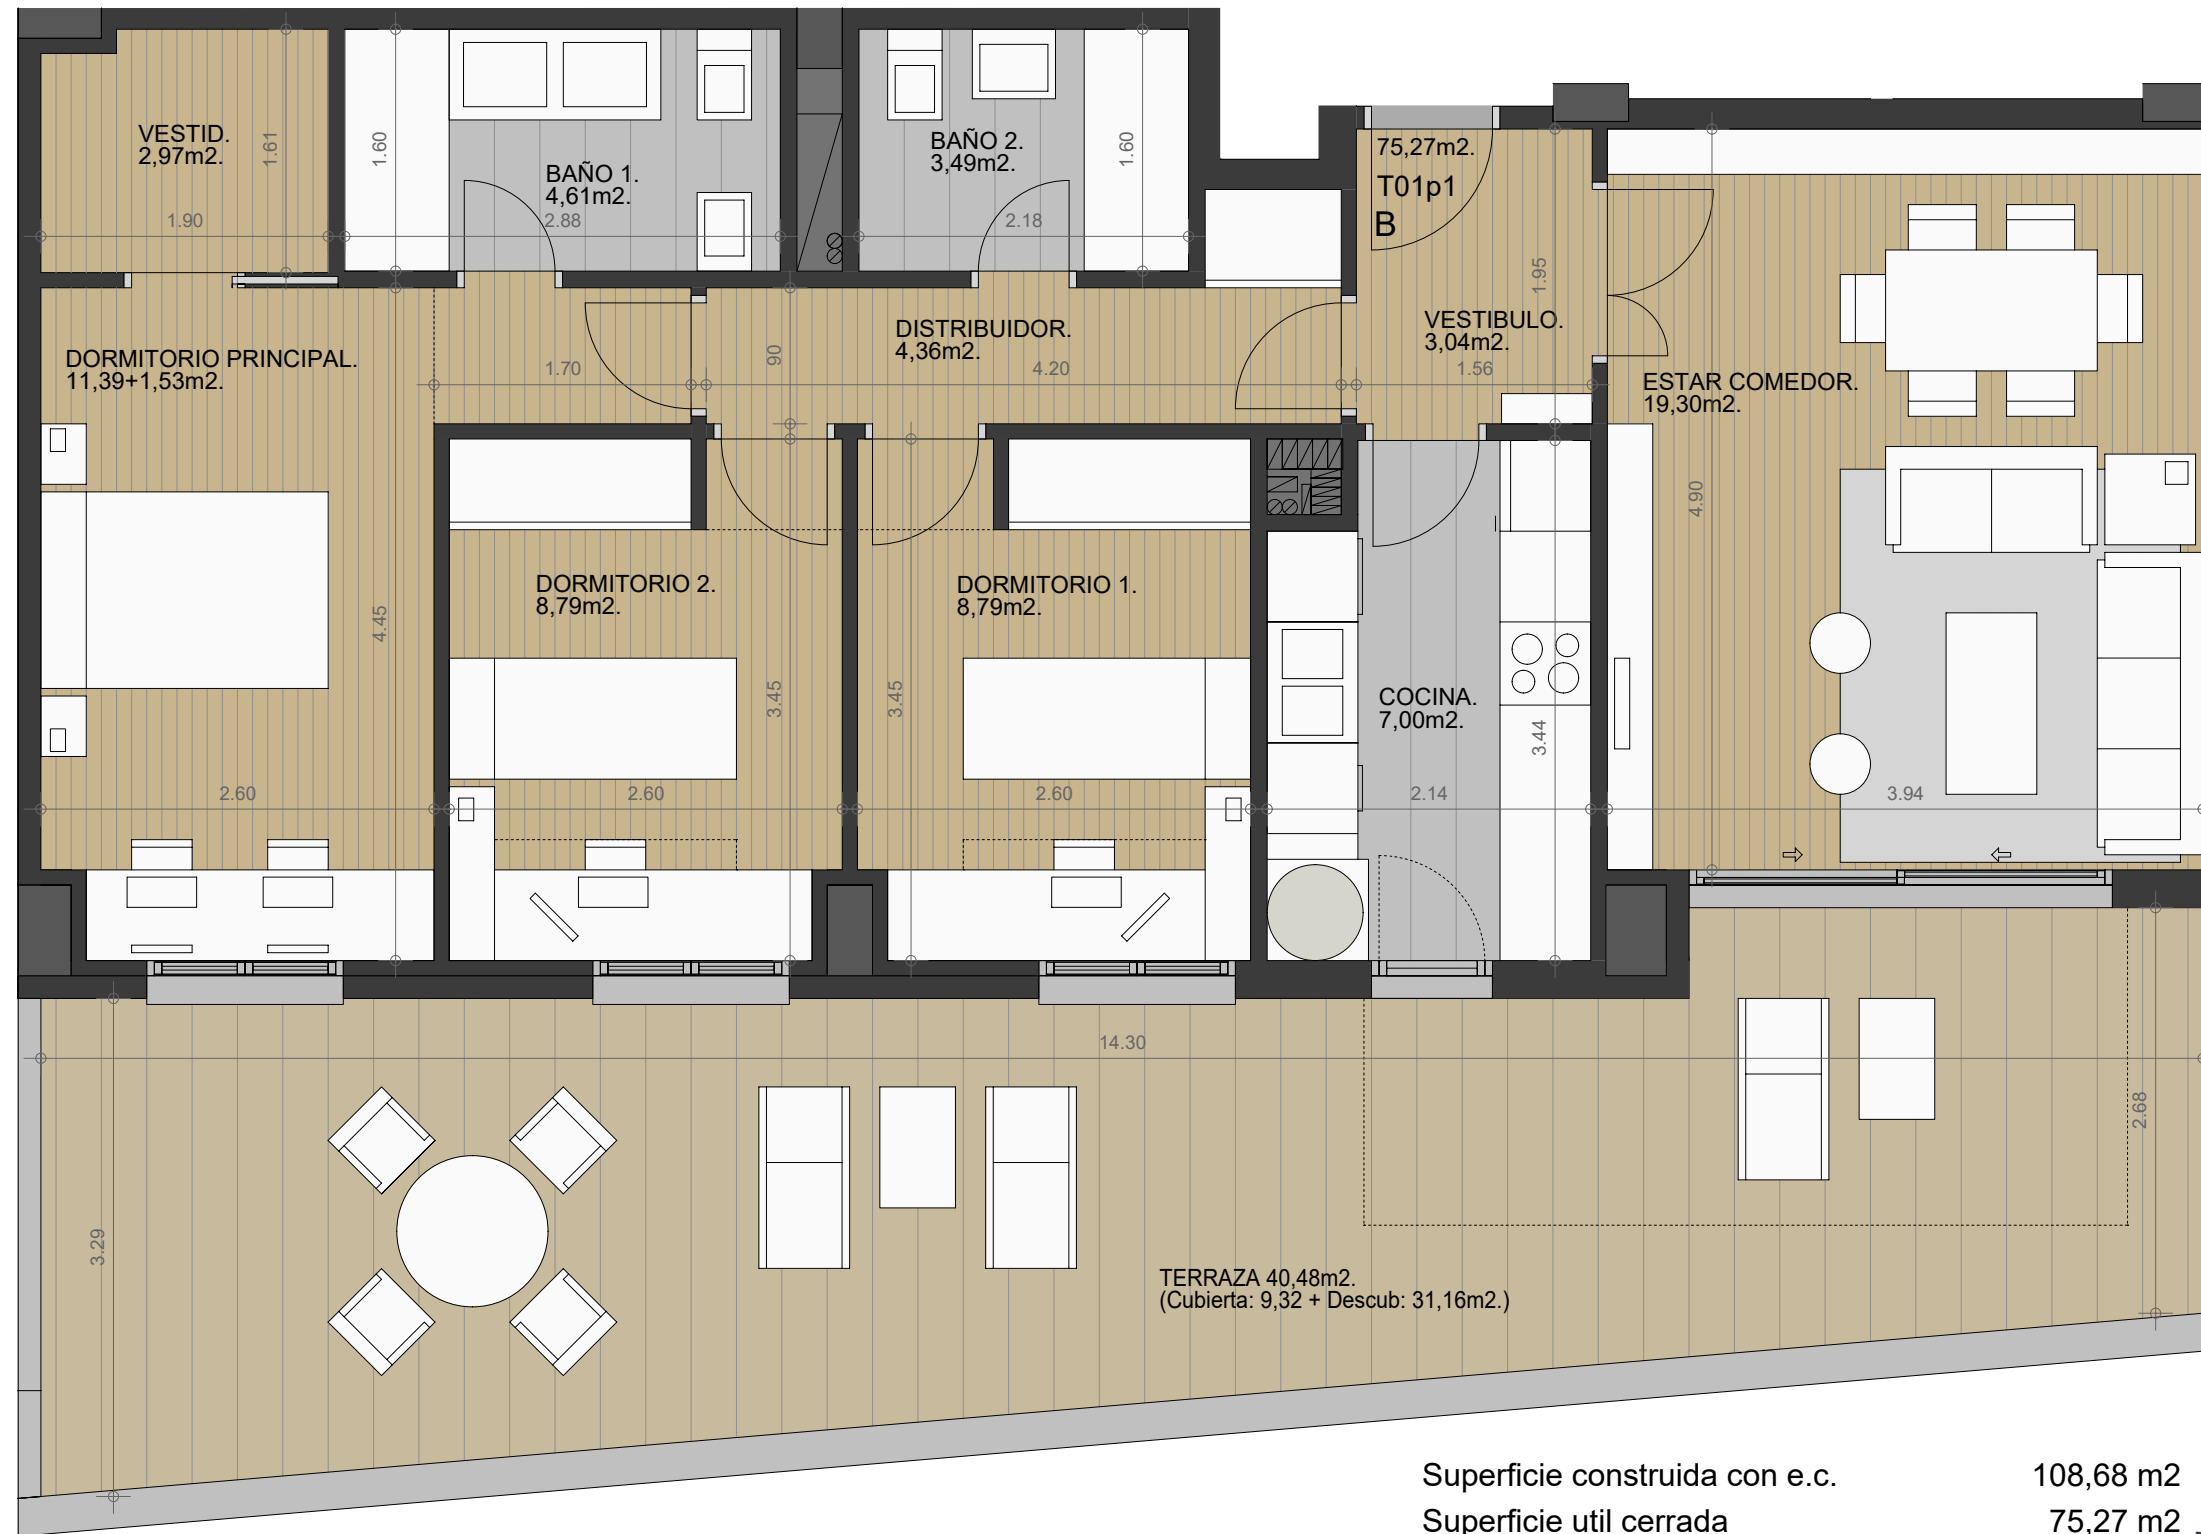 VESTID.
2,97m2.
1.61
1.90
1.60
BAÑO 1.
4,61m2.
2.88
BAÑO 2.
3,49m2.
1.60
2.18
75,27m2.
T01p1
B
1.95
DORMITORIO PRINCIPAL.
11,39+1,53m2.
1.70
90
DISTRIBUIDOR.
4,36m2.
4.20
VESTIBULO.
3,04m2.
1.56
ESTAR COMEDOR.
19,30m2.
4.90
4.45
DORMITORIO 2.
8,79m2.
3.45
DORMITORIO 1.
8,79m2.
3.45
COCINA.
7,00m2.
3.44
2.60
2.60
2.60
2.14
3.94
14.30
2.68
3.29
TERRAZA 40,48m2.
(Cubierta: 9,32 + Descub: 31,16m2.)
Superficie construida con e.c. 108,68 m2
Superficie util cerrada 75,27 m2